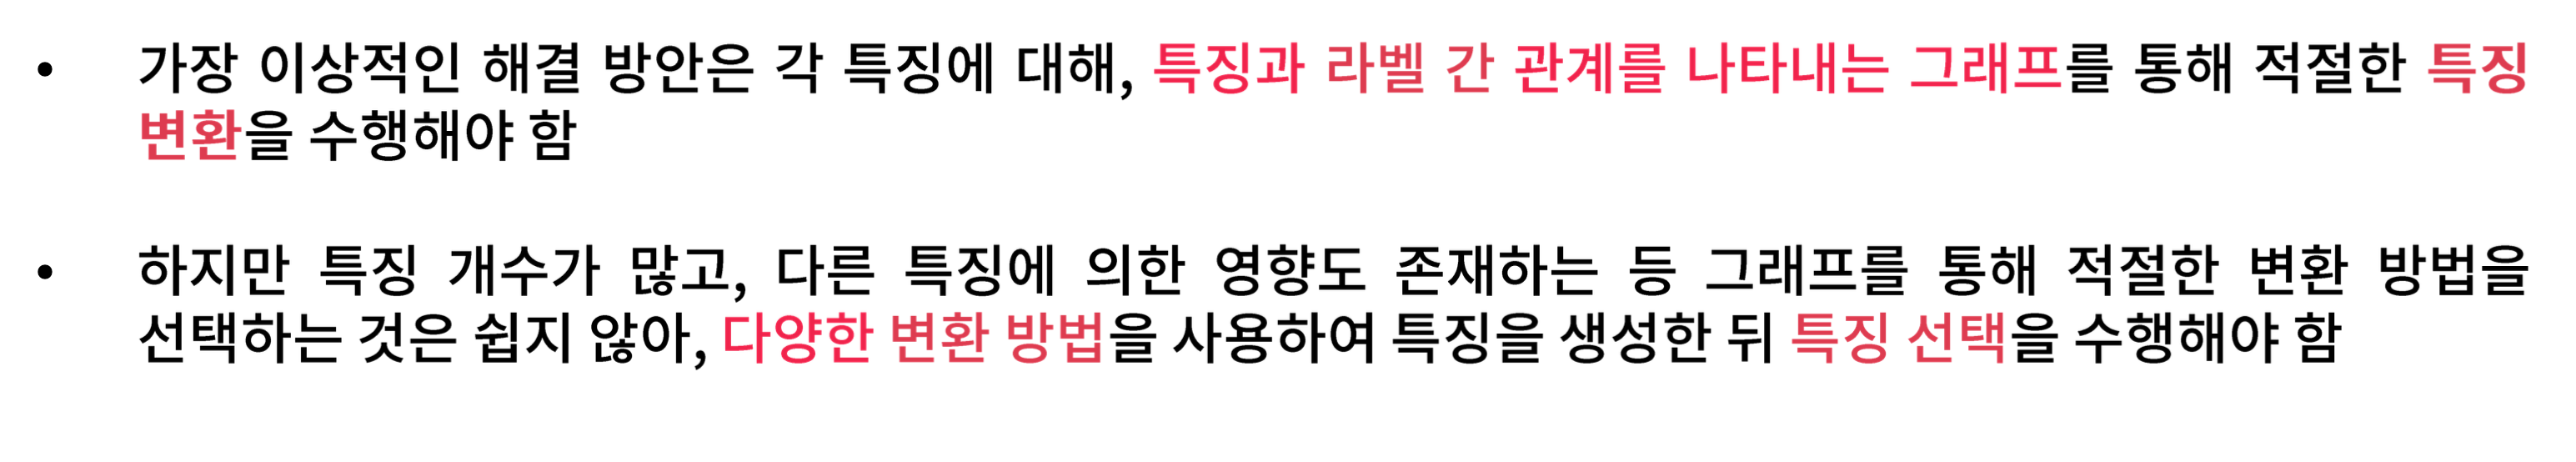 • 가장 이상적인 해결 방안은 각 특징에 대해, 특징과 라벨 간 관계를 나타내는 그래프를 통해 적절한 특징
변환을 수행해야 함
• 하지만 특징 개수가 많고, 다른 특징에 의한 영향도 존재하는 등 그래프를 통해 적절한 변환 방법을
선택하는 것은 쉽지 않아, 다양한 변환 방법을 사용하여 특징을 생성한 뒤 특징 선택을 수행해야 함